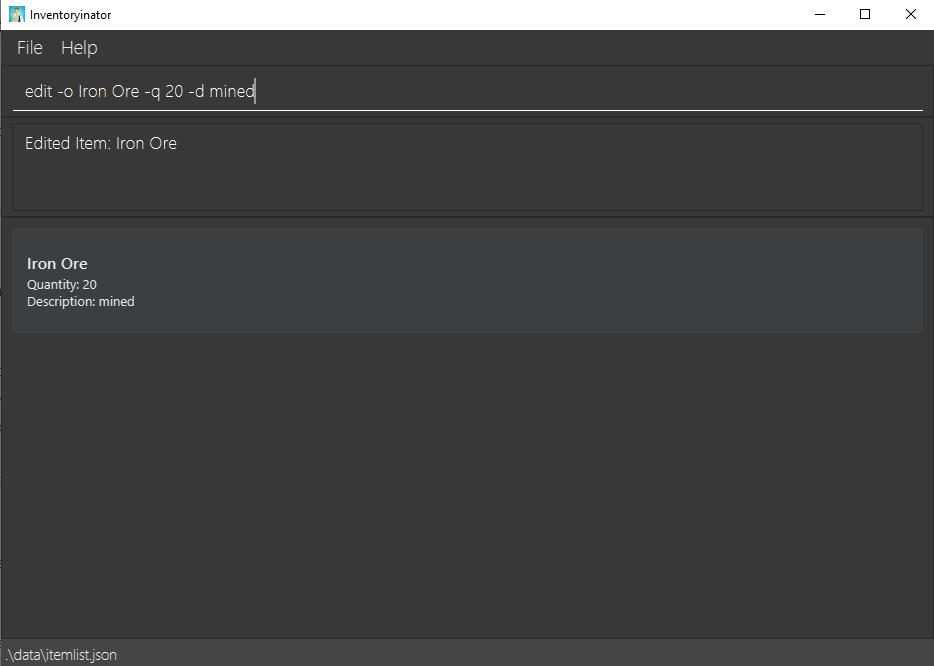 Inventoryinator
File Help
edit -o Iron Ore -q 20 -d mined
Edited Item: Iron Ore
Iron Ore
Quantity: 20
Description: mined
.\data\itemlist.json